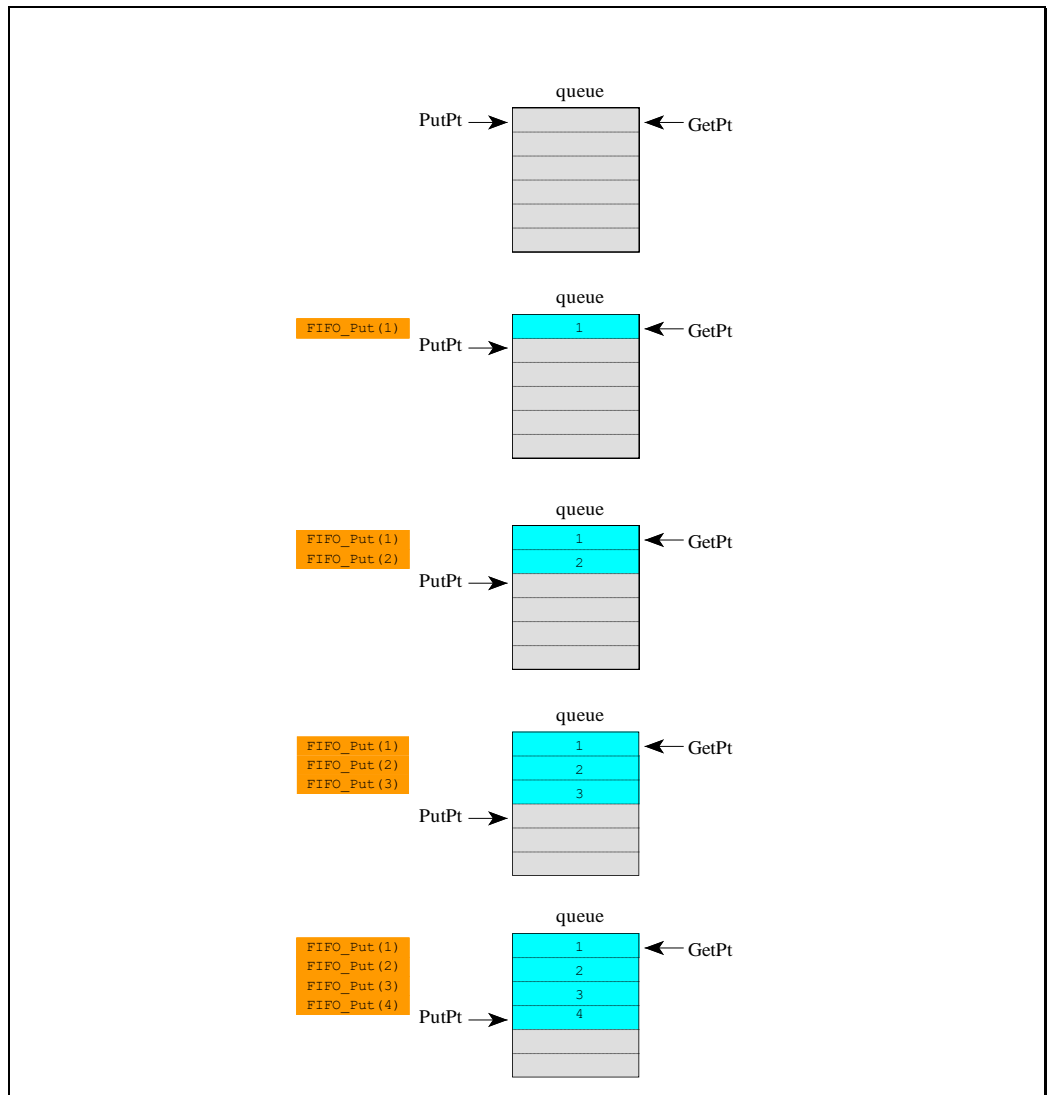 queue
PutPt
GetPt
queue
FIFO_Put(1)
1
GetPt
PutPt
queue
FIFO_Put(1)
1
GetPt
FIFO_Put(2)
2
PutPt
queue
FIFO_Put(1)
1
GetPt
FIFO_Put(2)
2
FIFO_Put(3)
3
PutPt
queue
FIFO_Put(1)
1
GetPt
FIFO_Put(2)
2
FIFO_Put(3)
3
FIFO_Put(4)
4
PutPt